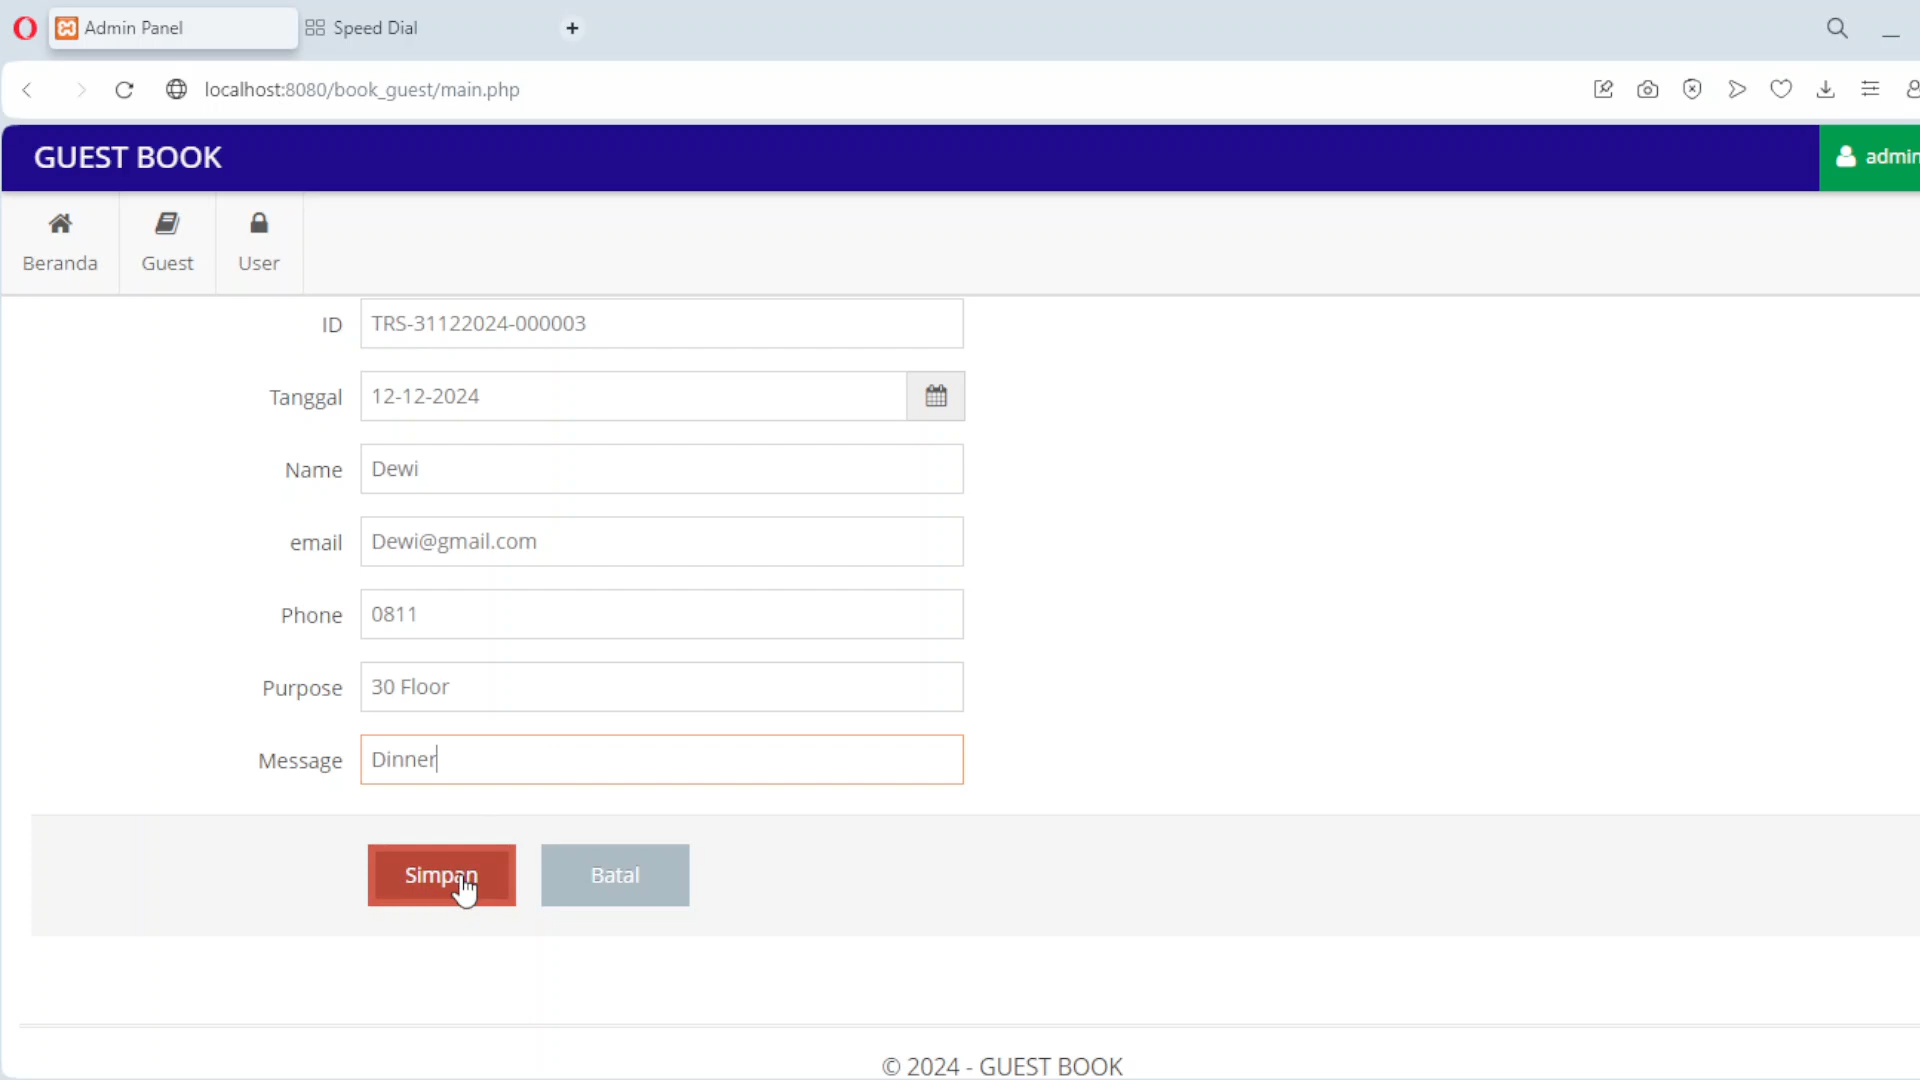 Admin Panel
Speed Dial
+
localhost:8080/book_guest/main.php
GUEST BOOK
admin
Beranda
Guest
User
ID
TRS-31122024-000003
Tanggal
12-12-2024
Name
Dewi
email
Dewi@gmail.com
Phone
0811
Purpose
30 Floor
Message
Dinner
Simpan
Batal
© 2024 - GUEST BOOK